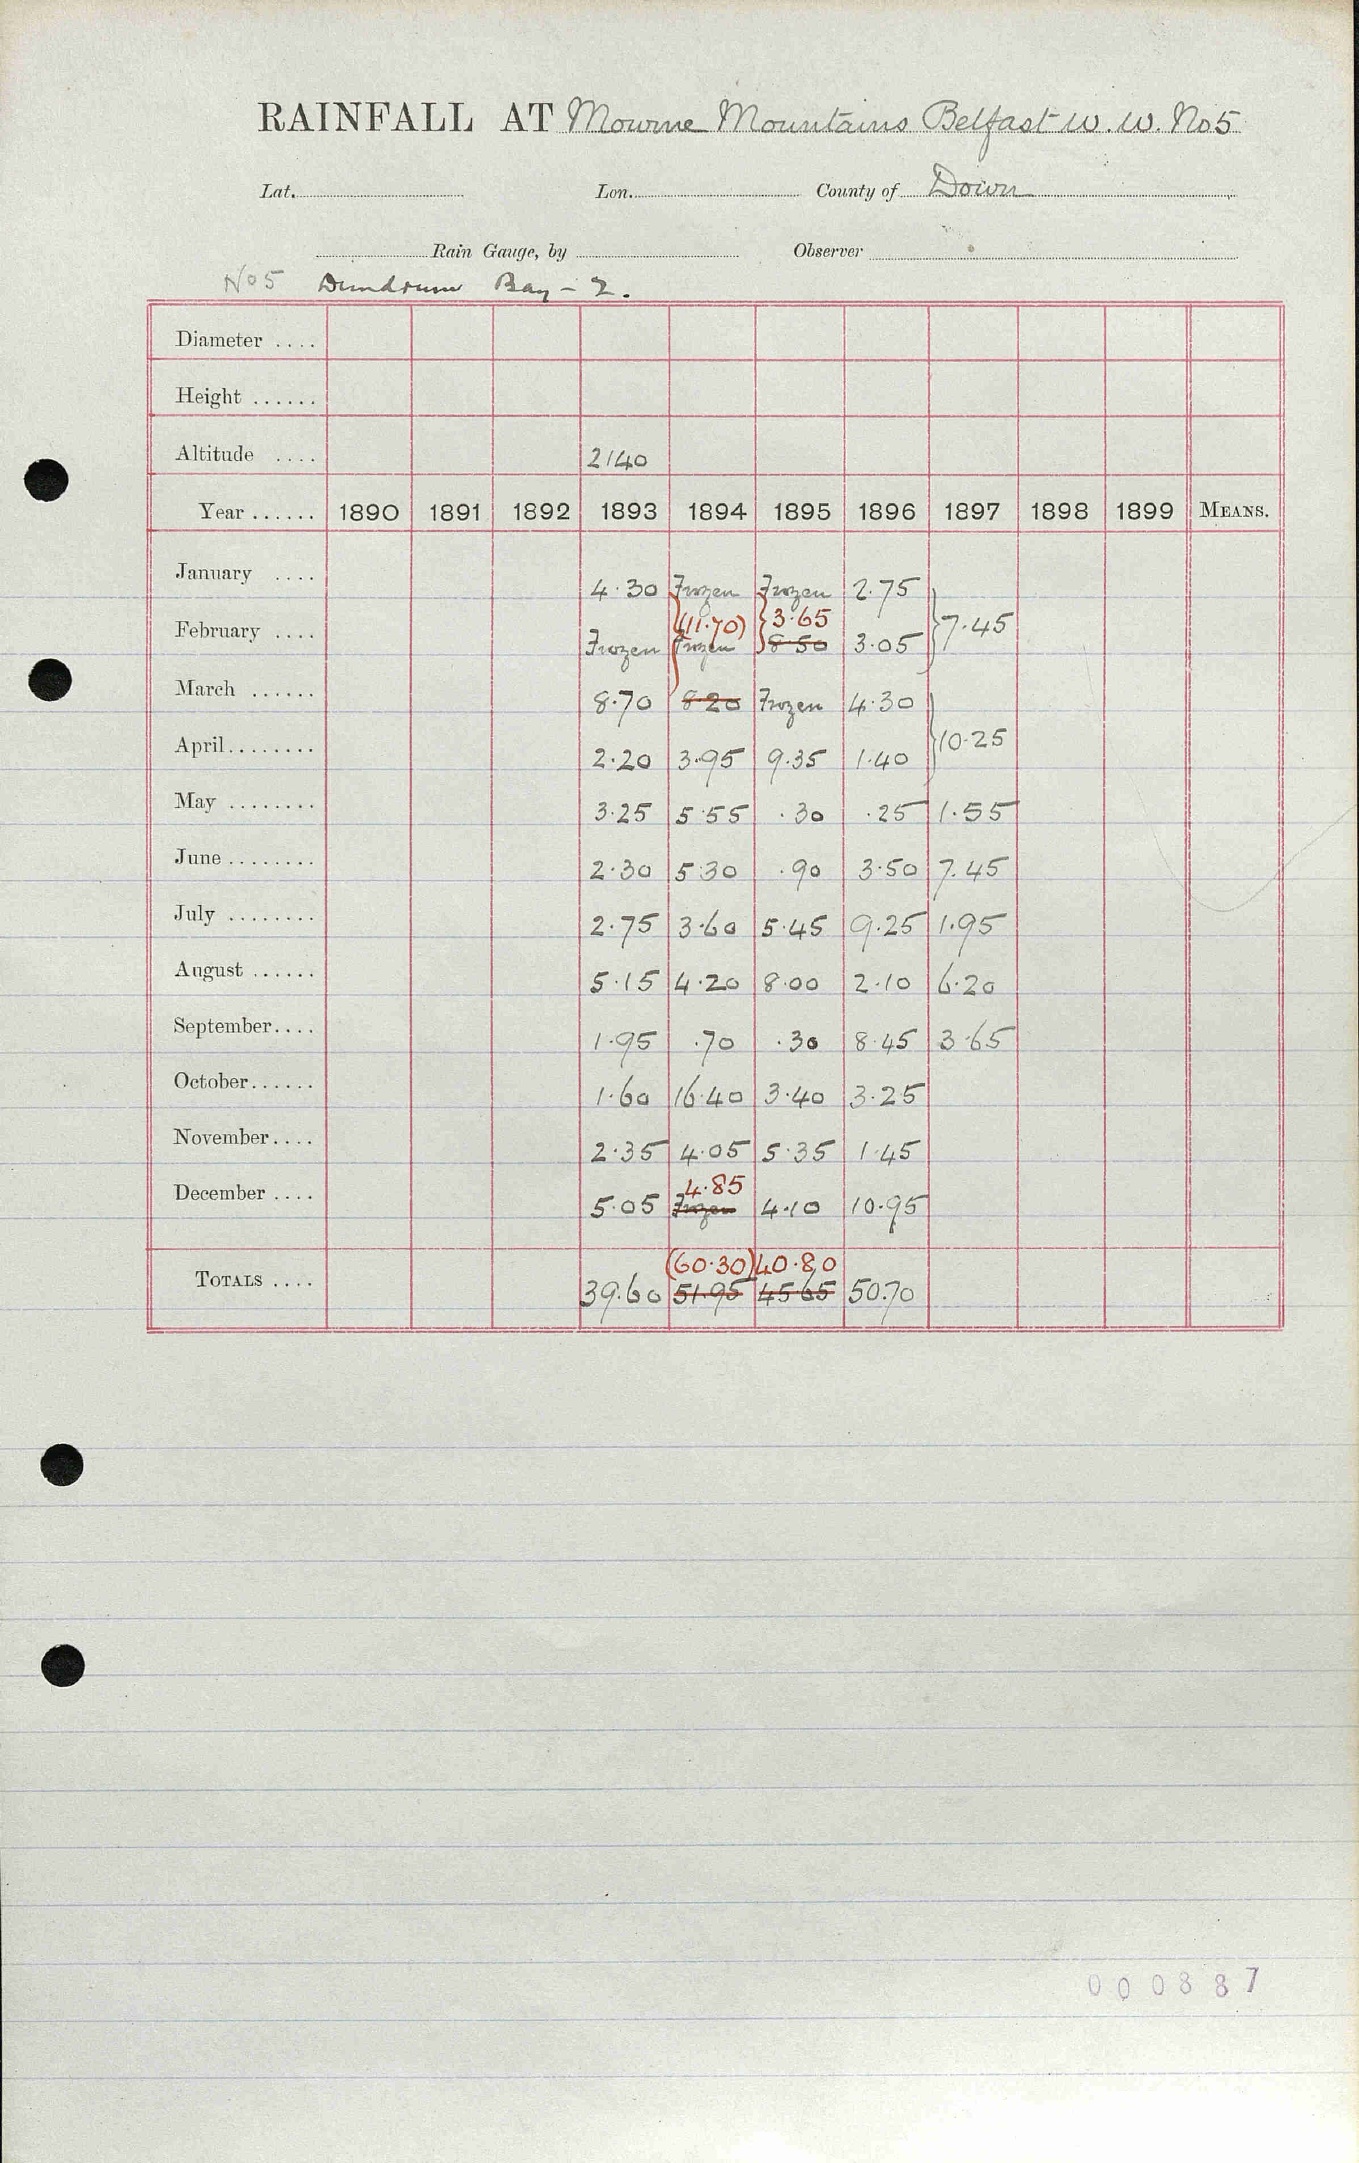 RAINFALL AT Mourne Mountains Belfast W. W. No 5
Lat. Lon. County of Down
Rain Gauge, by Observer
No 5 Dundrum Bay - 2.
Diameter ....
Height ......
Altitude .... 2140
Year ...... 1890 1891 1892 1893 1894 1895 1896 1897 1898 1899 MEANS.
January .... 4.30 Frozen Frozen 2.75
(11.70) 3.65 7.45
February .... Frozen Frozen 8.50 3.05
March ...... 8.70 8.20 Frozen 4.30
10.25
April........ 2.20 3.95 9.35 1.40
May ........ 3.25 5.55 .30 .25 1.55
June........ 2.30 5.30 .90 3.50 7.45
July ........ 2.75 3.60 5.45 9.25 1.95
August ...... 5.15 4.20 8.00 2.10 6.20
September.... 1.95 .70 .30 8.45 3.65
October...... 1.60 16.40 3.40 3.25
November.... 2.35 4.05 5.35 1.45
4.85
December .... 5.05 Frozen 4.10 10.95
(60.30) 40.80
TOTALS .... 39.60 51.95 45.65 50.70
000887